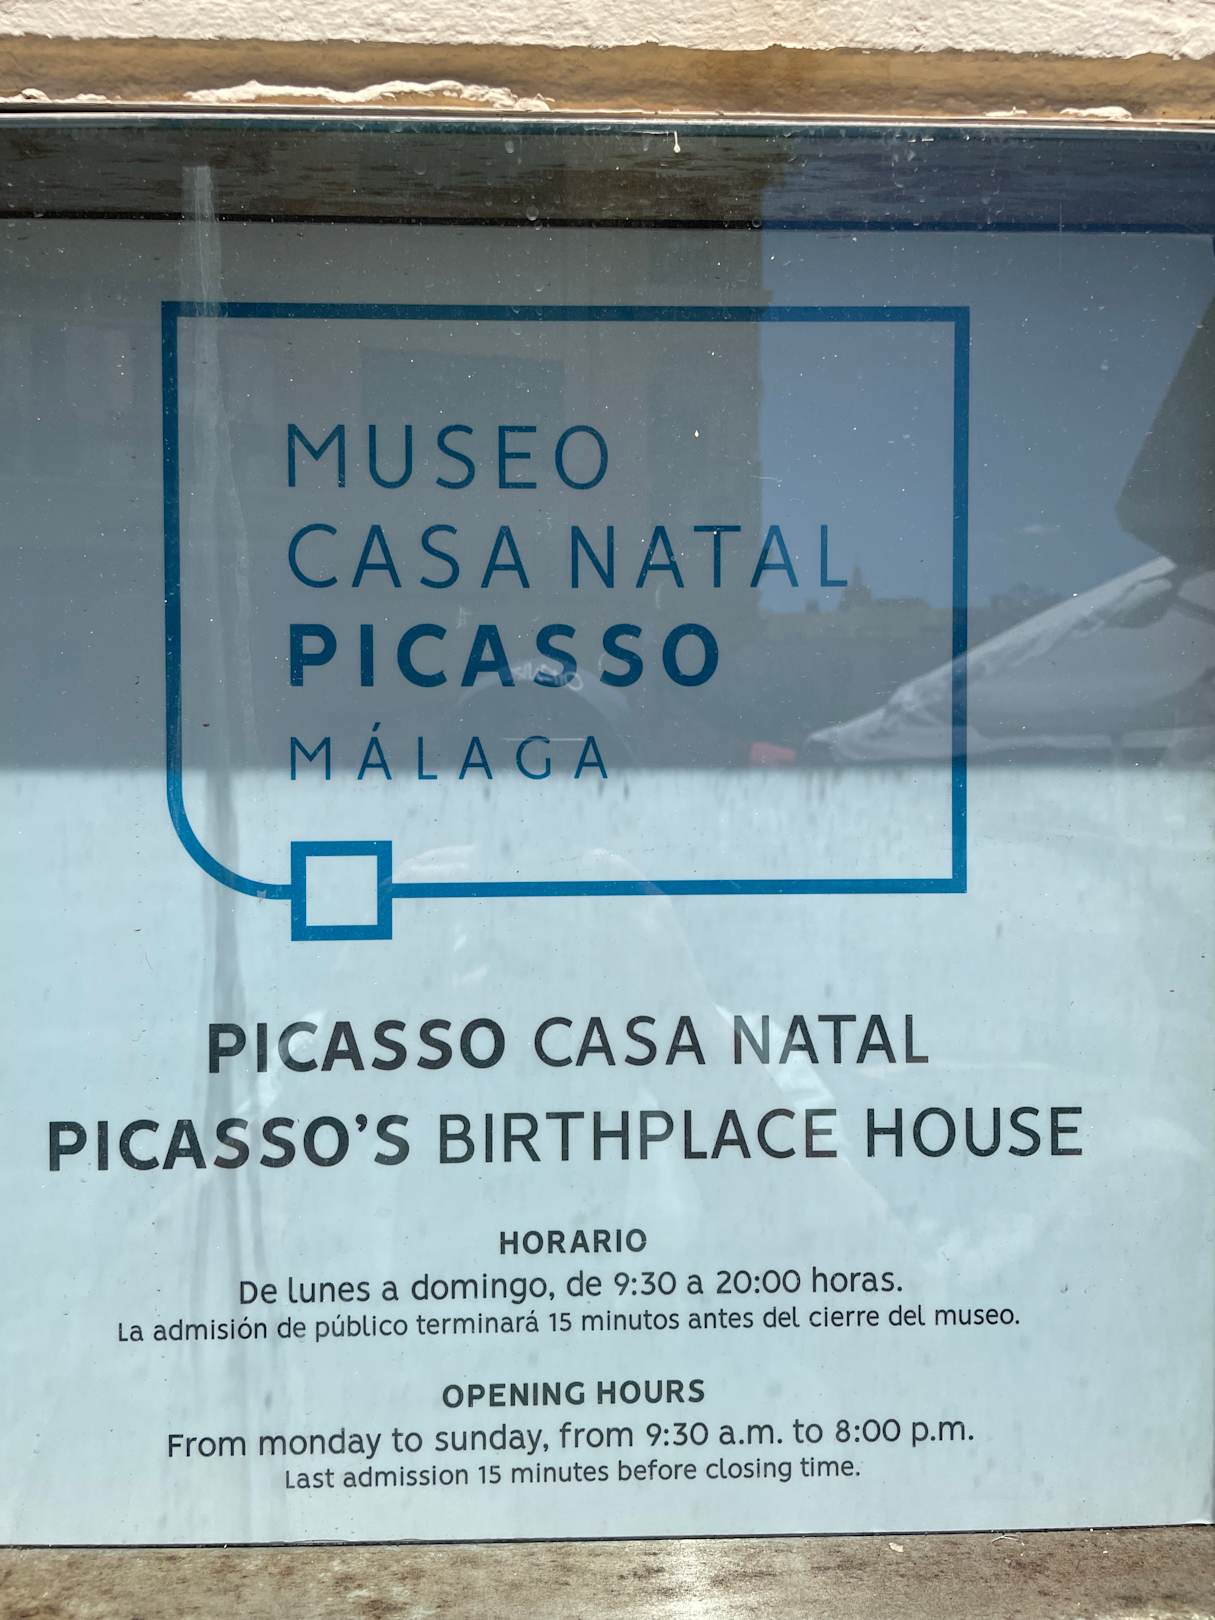 MUSEO
CASA NATAL
PICASSO
MÁLAGA
PICASSO CASA NATAL
PICASSO'S BIRTHPLACE HOUSE
HORARIO
De lunes a domingo, de 9:30 a 20:00 horas.
La admisión de público terminará 15 minutos antes del cierre del museo.
OPENING HOURS
From monday to sunday, from 9:30 a.m. to 8:00 p.m.
Last admission 15 minutes before closing time.